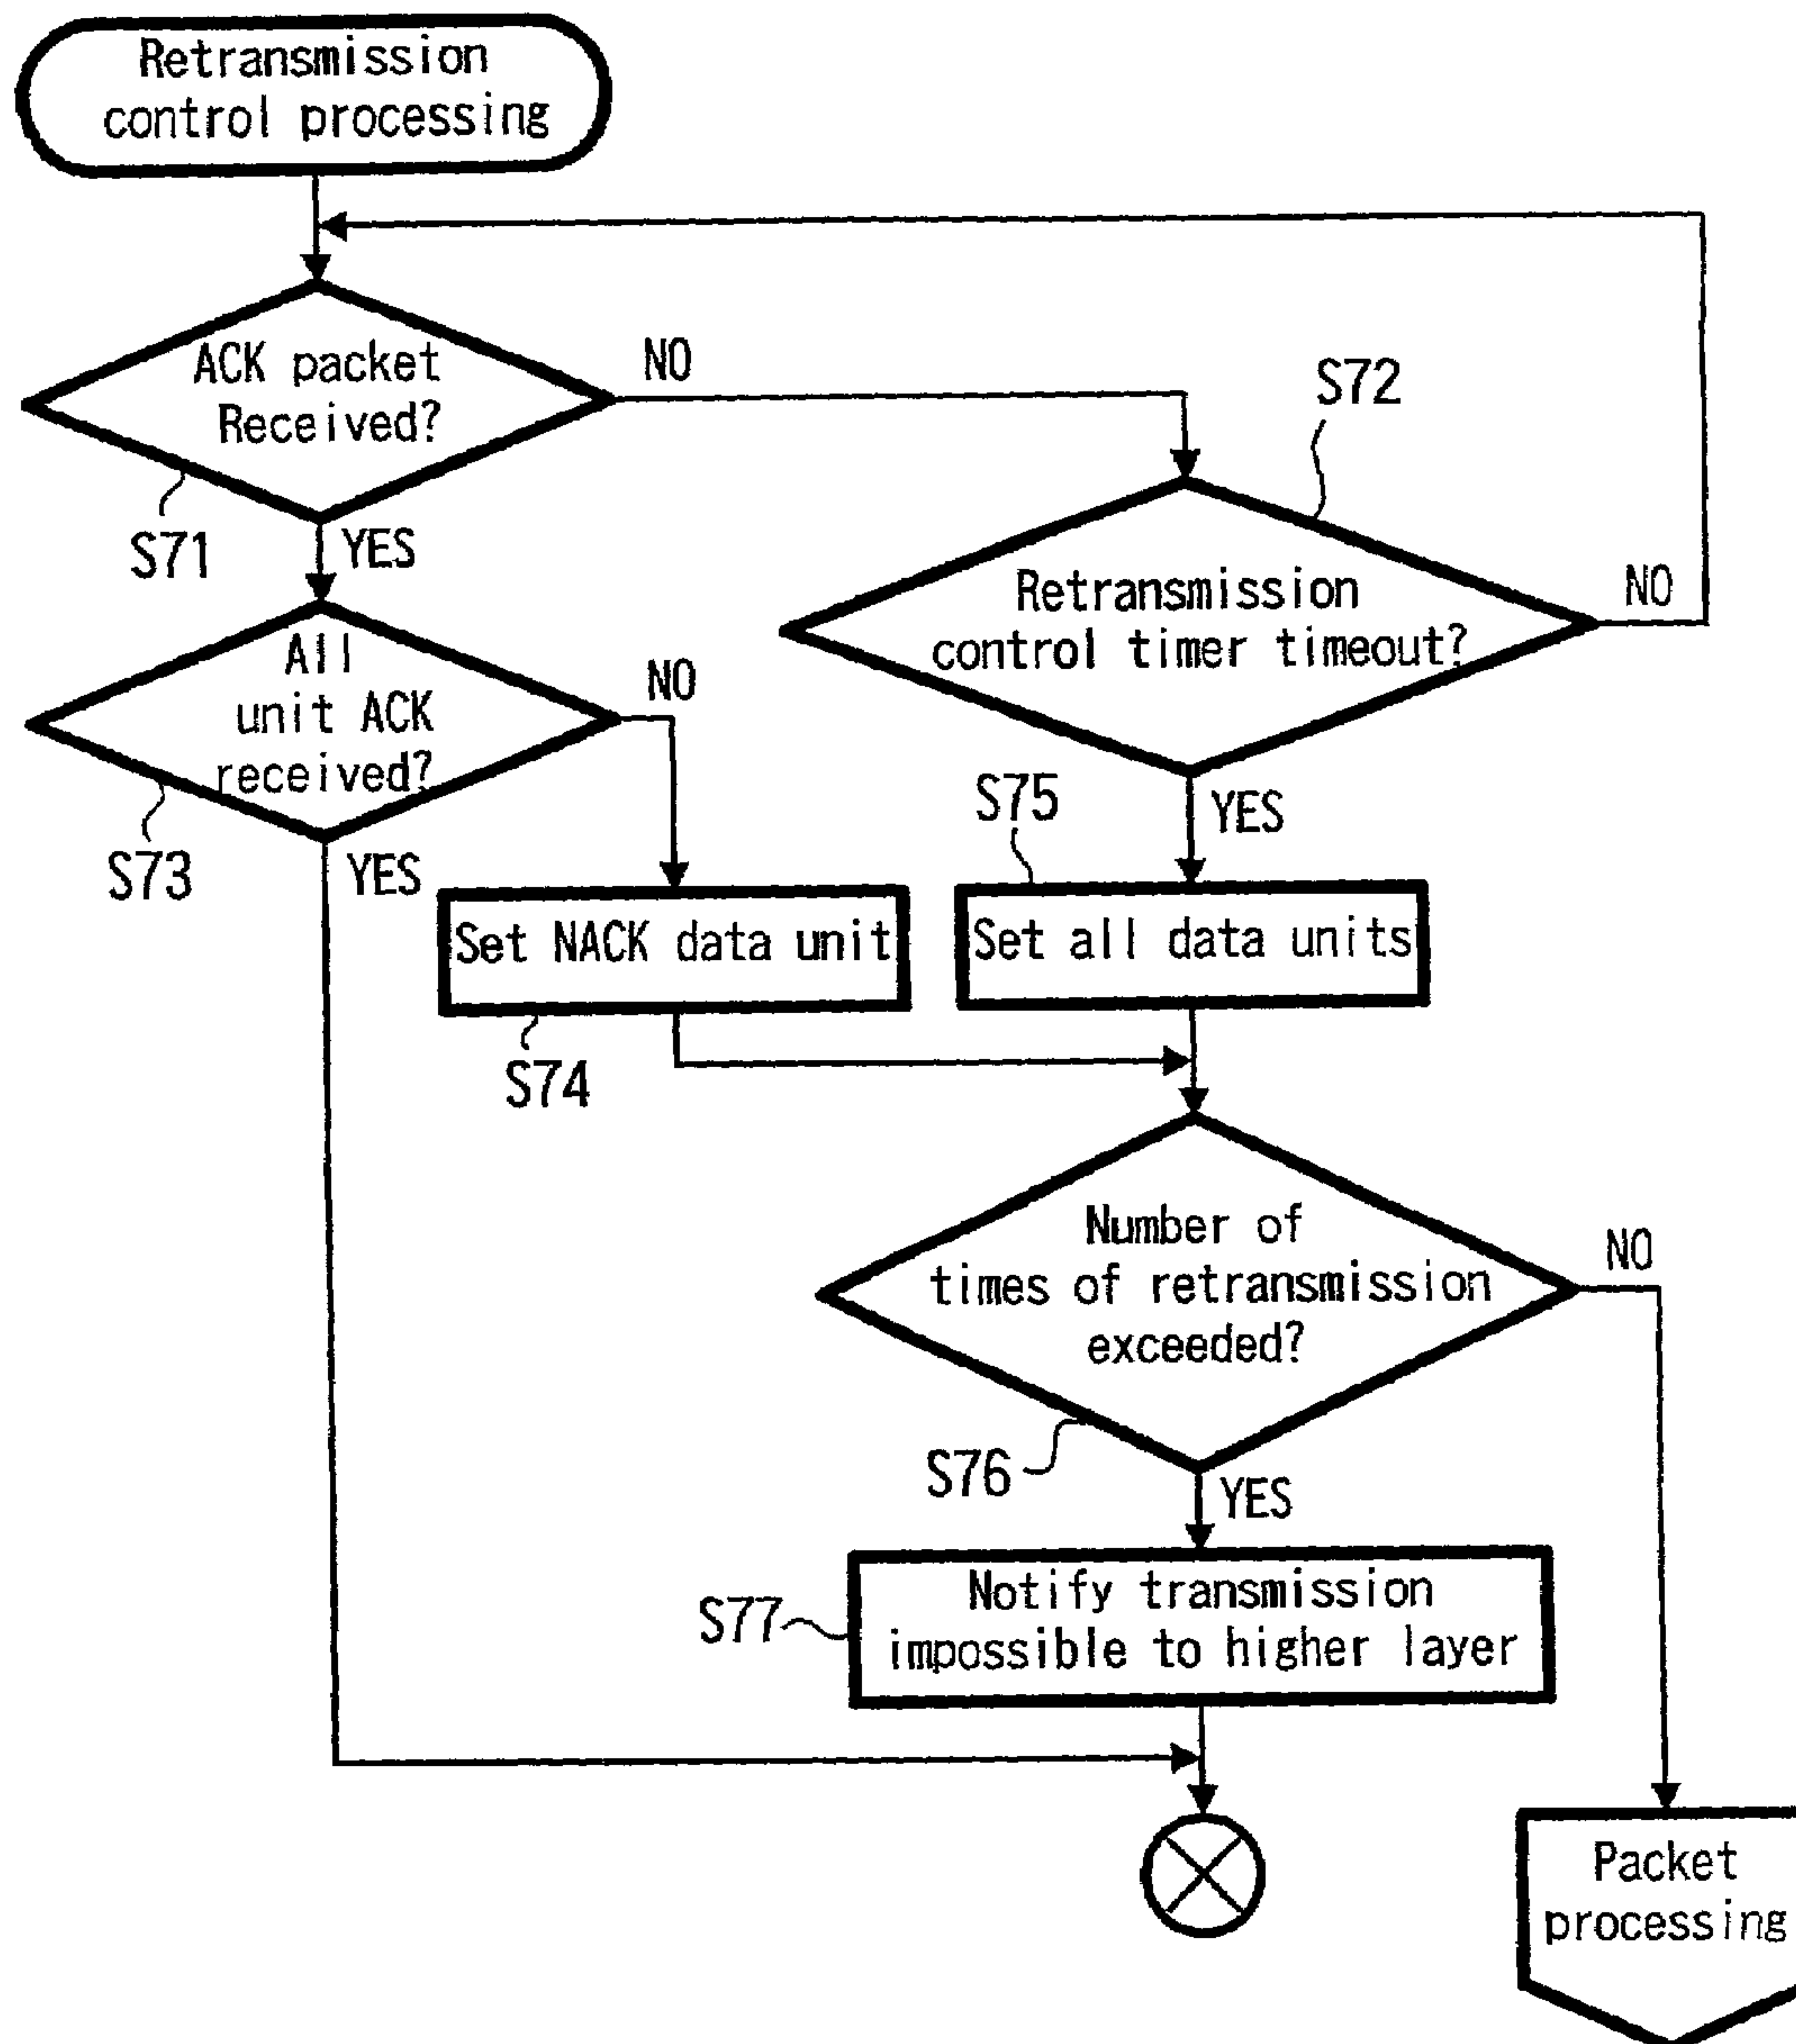 Retransmission
control processing
ACK packet
Received?
NO
S71
YES
S72
Retransmission
control timer timeout?
NO
All
unit ACK
received?
NO
S73
YES
S75
YES
Set NACK data unit
Set all data units
S74
Number of
times of retransmission
exceeded?
NO
S76
YES
S77
Notify transmission
impossible to higher layer
Packet
processing